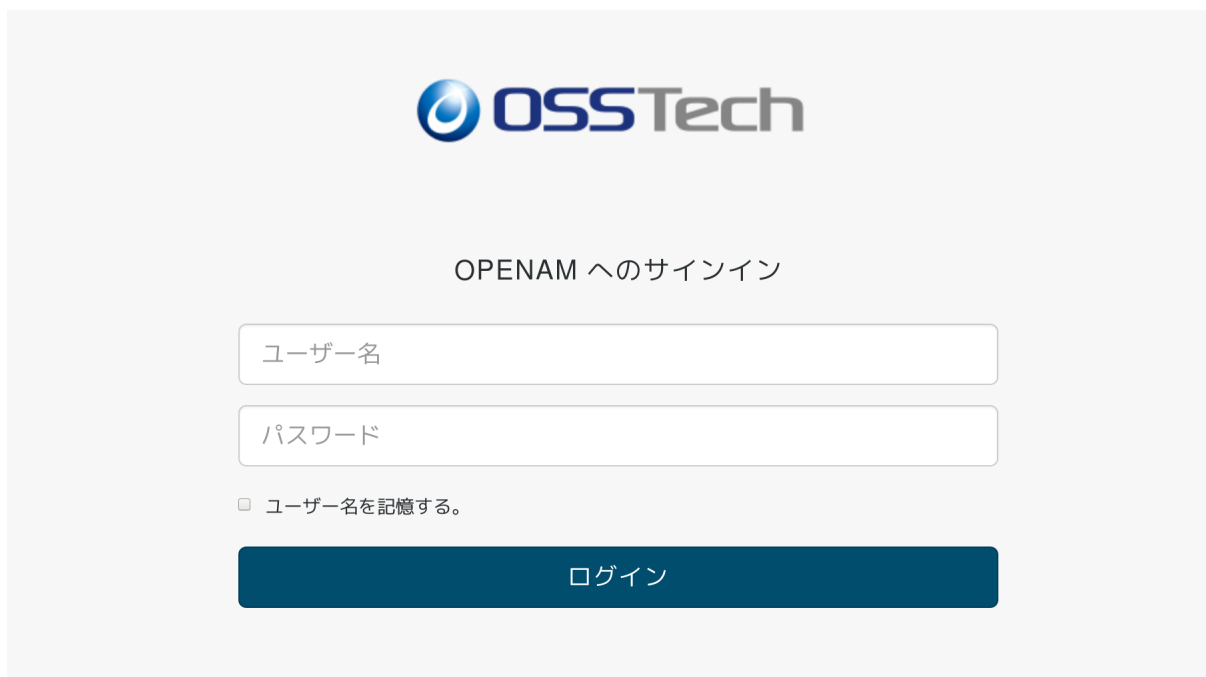 OSSTech
OPENAM へのサインイン
ユーザー名
パスワード
ユーザー名を記憶する。
ログイン